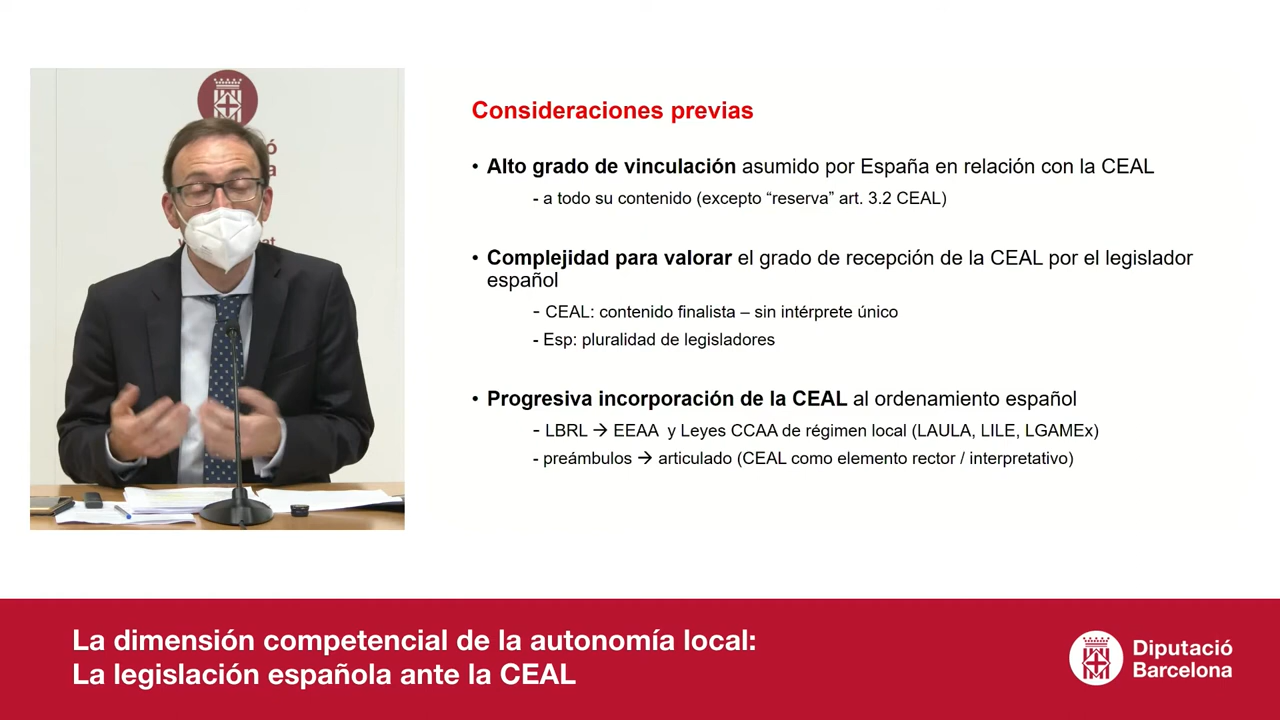 Consideraciones previas
• Alto grado de vinculación asumido por España en relación con la CEAL
- a todo su contenido (excepto “reserva” art. 3.2 CEAL)
• Complejidad para valorar el grado de recepción de la CEAL por el legislador
español
- CEAL: contenido finalista – sin intérprete único
- Esp: pluralidad de legisladores
• Progresiva incorporación de la CEAL al ordenamiento español
- LBRL → EEAA y Leyes CCAA de régimen local (LAULA, LILE, LGAMEx)
- preámbulos → articulado (CEAL como elemento rector / interpretativo)
La dimensión competencial de la autonomía local:
La legislación española ante la CEAL
Diputació
Barcelona